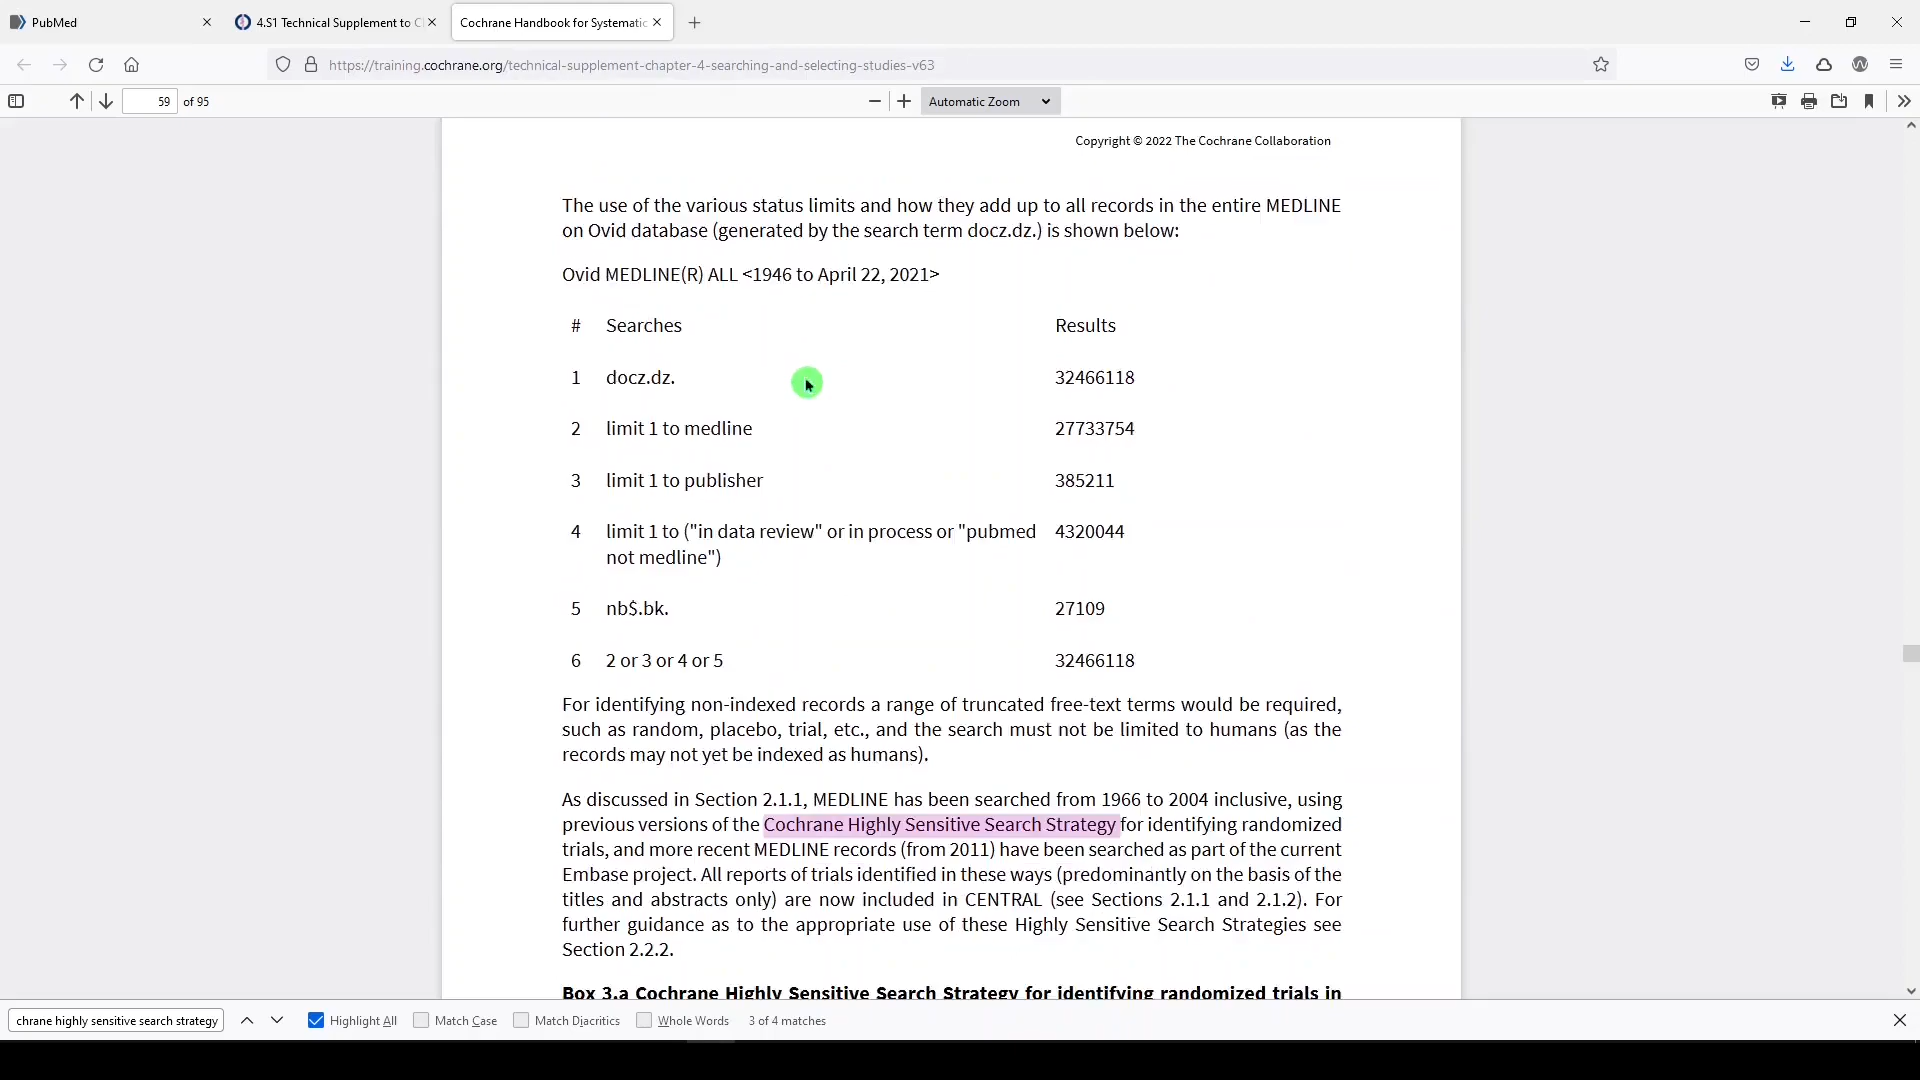 PubMed
4.S1 Technical Supplement to C
Cochrane Handbook for Systematic
https://training.cochrane.org/technical-supplement-chapter-4-searching-and-selecting-studies-v63
59 of 95
Automatic Zoom
Copyright © 2022 The Cochrane Collaboration
The use of the various status limits and how they add up to all records in the entire MEDLINE
on Ovid database (generated by the search term docz.dz.) is shown below:
Ovid MEDLINE(R) ALL <1946 to April 22, 2021>
# Searches Results
1 docz.dz. 32466118
2 limit 1 to medline 27733754
3 limit 1 to publisher 385211
4 limit 1 to ("in data review" or in process or "pubmed 4320044
not medline")
5 nb$.bk. 27109
6 2 or 3 or 4 or 5 32466118
For identifying non-indexed records a range of truncated free-text terms would be required,
such as random, placebo, trial, etc., and the search must not be limited to humans (as the
records may not yet be indexed as humans).
As discussed in Section 2.1.1, MEDLINE has been searched from 1966 to 2004 inclusive, using
previous versions of the Cochrane Highly Sensitive Search Strategy for identifying randomized
trials, and more recent MEDLINE records (from 2011) have been searched as part of the current
Embase project. All reports of trials identified in these ways (predominantly on the basis of the
titles and abstracts only) are now included in CENTRAL (see Sections 2.1.1 and 2.1.2). For
further guidance as to the appropriate use of these Highly Sensitive Search Strategies see
Section 2.2.2.
Box 3.a Cochrane Highly Sensitive Search Strategy for identifying randomized trials in
chrane highly sensitive search strategy Highlight All Match Case Match Diacritics Whole Words 3 of 4 matches